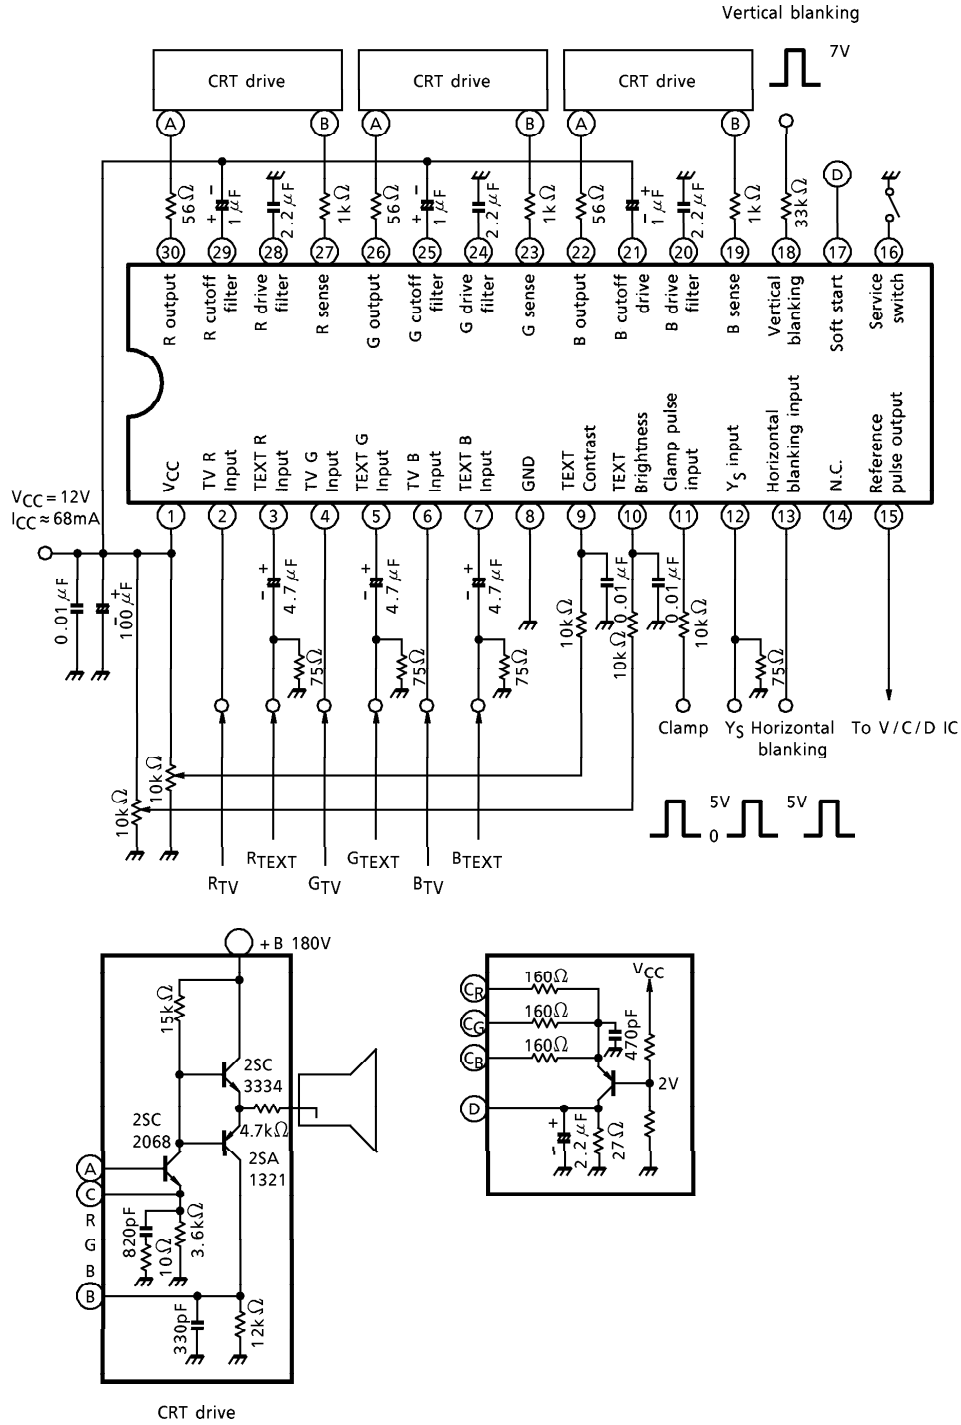 Vertical blanking
7V
CRT drive
CRT drive
CRT drive
A
B
A
B
A
B
D
56Ω
1μF
2.2μF
1kΩ
56Ω
1μF
2.2μF
1kΩ
56Ω
1μF
2.2μF
1kΩ
33kΩ
30
29
28
27
26
25
24
23
22
21
20
19
18
17
16
R output
R cutoff
filter
R drive
filter
R sense
G output
G cutoff
filter
G drive
filter
G sense
B output
B cutoff
drive
B drive
filter
B sense
Vertical
blanking
Soft start
Service
switch
VCC
TV R
Input
TEXT R
Input
TV G
Input
TEXT G
Input
TV B
Input
TEXT B
Input
GND
TEXT
Contrast
TEXT
Brightness
Clamp pulse
input
YS input
Horizontal
blanking input
N.C.
Reference
pulse output
1
2
3
4
5
6
7
8
9
10
11
12
13
14
15
VCC = 12V
ICC ≈ 68mA
0.01μF
100μF
4.7μF
4.7μF
4.7μF
75Ω
75Ω
75Ω
10kΩ
0.01μF
10kΩ
0.01μF
10kΩ
75Ω
Clamp
YS
Horizontal
blanking
To V/C/D IC
10kΩ
10kΩ
5V
0
5V
RTEXT
GTEXT
BTEXT
RTV
GTV
BTV
+B 180V
15kΩ
2SC
3334
4.7kΩ
2SC
2068
2SA
1321
A
C
R
G
B
B
820pF
10Ω
3.6kΩ
330pF
12kΩ
CRT drive
CR
160Ω
VCC
CG
160Ω
470pF
CB
160Ω
2V
D
2.2μF
27Ω